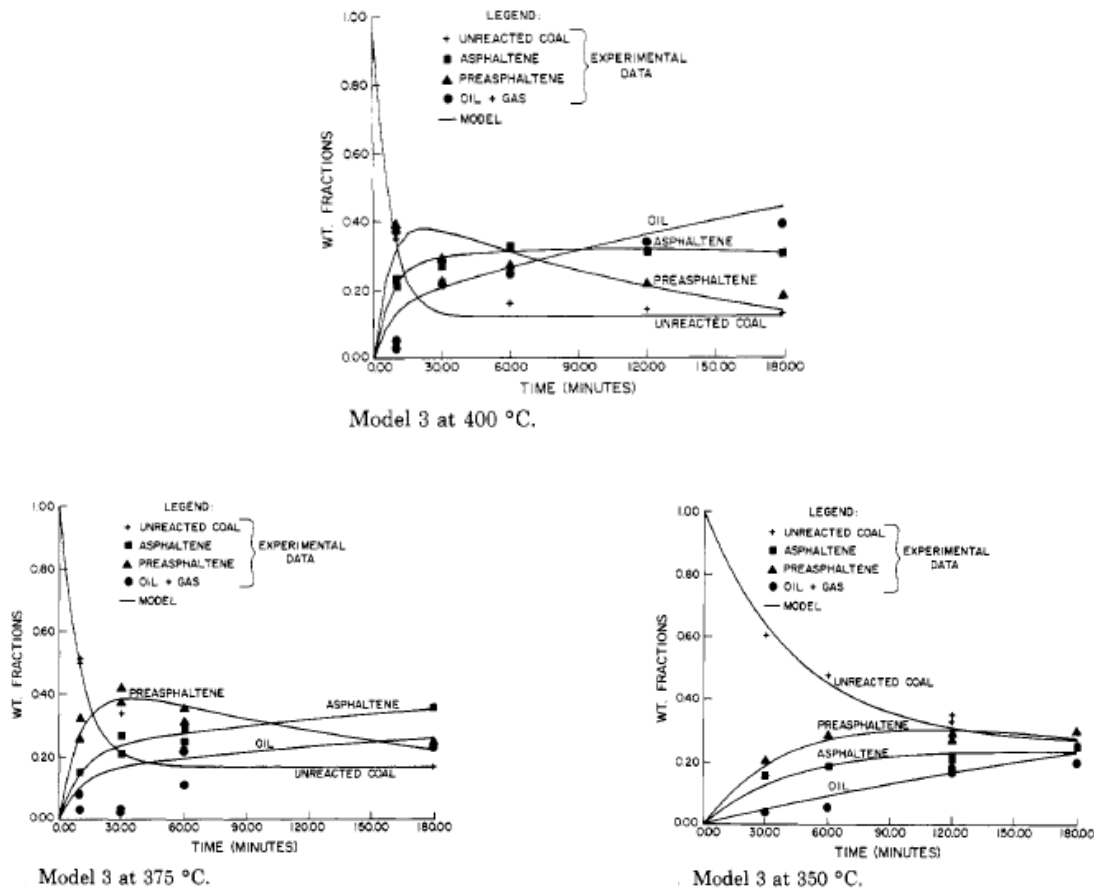 LEGEND:
+ UNREACTED COAL
■ ASPHALTENE
▲ PREASPHALTENE
● OIL + GAS
— MODEL
EXPERIMENTAL
DATA
1.00
0.80
0.60
0.40
0.20
0.00
WT. FRACTIONS
OIL
ASPHALTENE
PREASPHALTENE
UNREACTED COAL
0.00 30.00 60.00 90.00 120.00 150.00 180.00
TIME (MINUTES)
Model 3 at 400 °C.
LEGEND:
+ UNREACTED COAL
■ ASPHALTENE
▲ PREASPHALTENE
● OIL + GAS
— MODEL
EXPERIMENTAL
DATA
1.00
0.80
0.60
0.40
0.20
0.00
WT. FRACTIONS
PREASPHALTENE
ASPHALTENE
OIL
UNREACTED COAL
0.00 30.00 60.00 90.00 120.00 150.00 180.00
TIME (MINUTES)
Model 3 at 375 °C.
LEGEND:
+ UNREACTED COAL
■ ASPHALTENE
▲ PREASPHALTENE
● OIL + GAS
— MODEL
EXPERIMENTAL
DATA
1.00
0.80
0.60
0.40
0.20
0.00
WT. FRACTIONS
UNREACTED COAL
PREASPHALTENE
ASPHALTENE
OIL
0.00 30.00 60.00 90.00 120.00 150.00 180.00
TIME (MINUTES)
Model 3 at 350 °C.